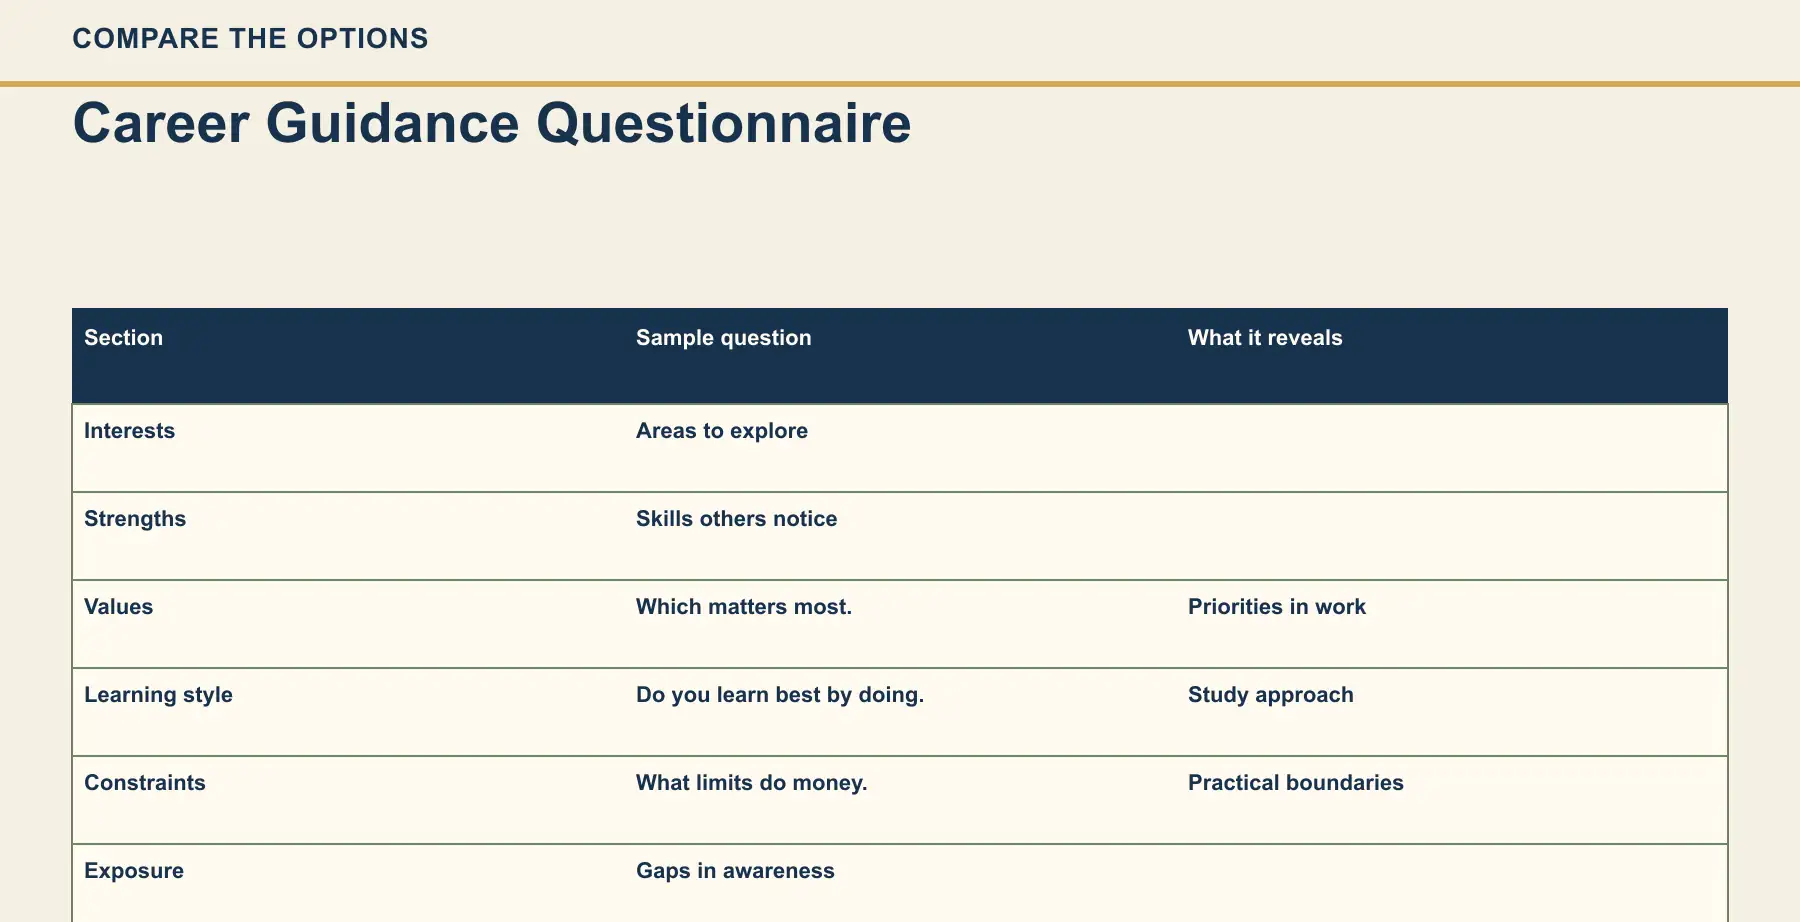 COMPARE THE OPTIONS
Career Guidance Questionnaire
Section Sample question What it reveals
Interests Areas to explore
Strengths Skills others notice
Values Which matters most. Priorities in work
Learning style Do you learn best by doing. Study approach
Constraints What limits do money. Practical boundaries
Exposure Gaps in awareness